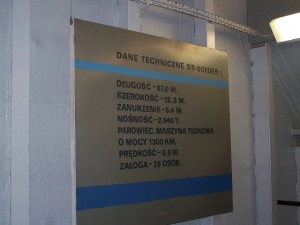 DANE TECHNICZNE S/S SOŁDEK :
DŁUGOŚĆ - 87,0 M.
SZEROKOŚĆ - 12,3 M.
ZANURZENIE - 5,4 M.
NOŚNOŚĆ - 2.540 T.
PAROWIEC, MASZYNA TŁOKOWA
O MOCY 1300 KM.
PRĘDKOŚĆ - 9.5 W.
ZAŁOGA - 28 OSÓB.